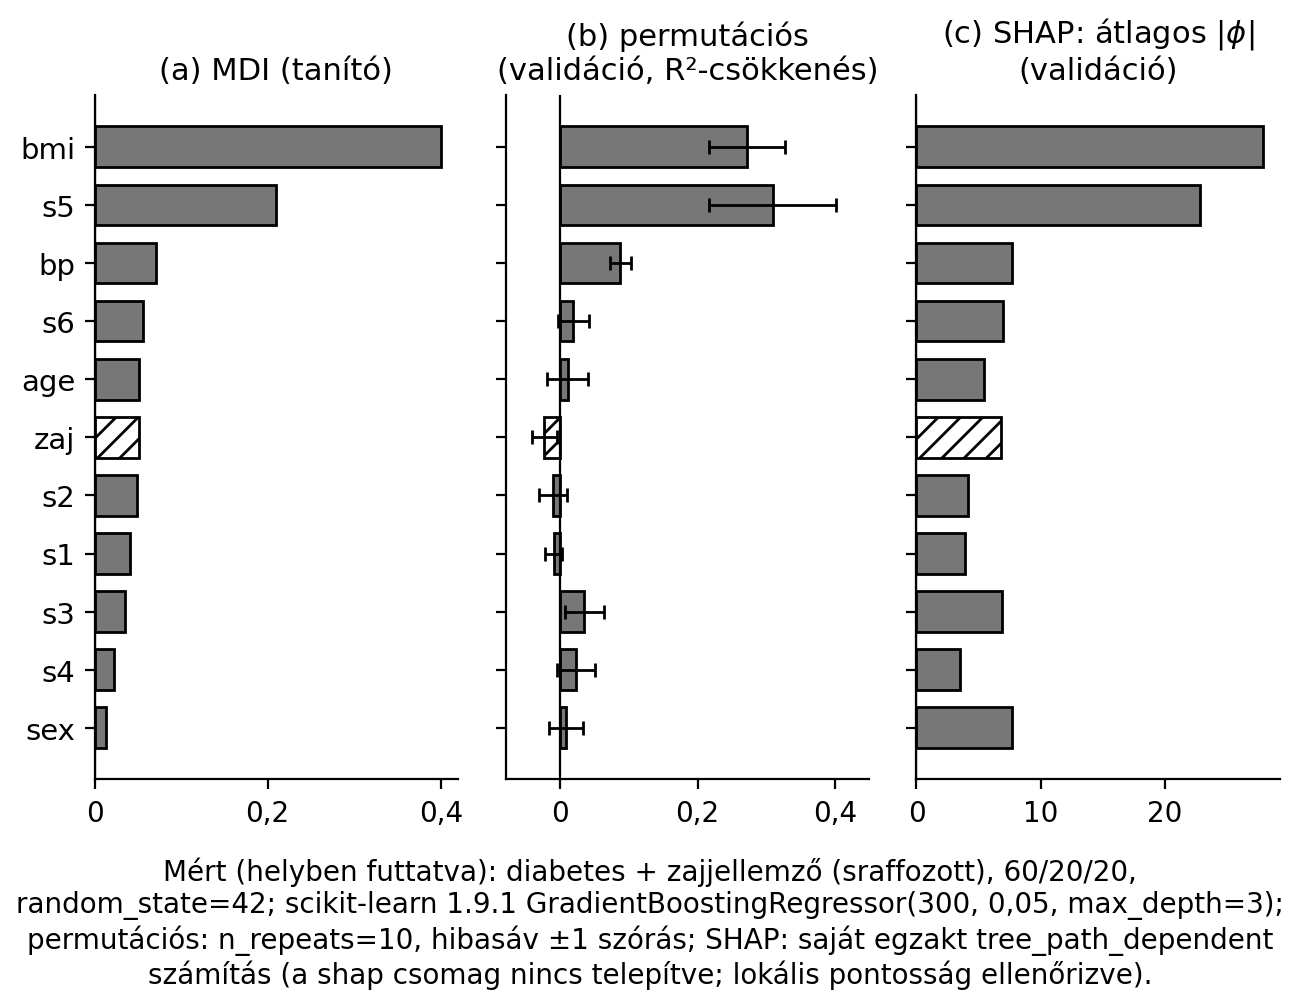 (a) MDI (tanító)
(b) permutációs
(validáció, R²-csökkenés)
(c) SHAP: átlagos |ϕ|
(validáció)
bmi
s5
bp
s6
age
zaj
s2
s1
s3
s4
sex
0 0,2 0,4
0 0,2 0,4
0 10 20
Mért (helyben futtatva): diabetes + zajjellemző (sraffozott), 60/20/20,
random_state=42; scikit-learn 1.9.1 GradientBoostingRegressor(300, 0,05, max_depth=3);
permutációs: n_repeats=10, hibasáv ±1 szórás; SHAP: saját egzakt tree_path_dependent
számítás (a shap csomag nincs telepítve; lokális pontosság ellenőrizve).